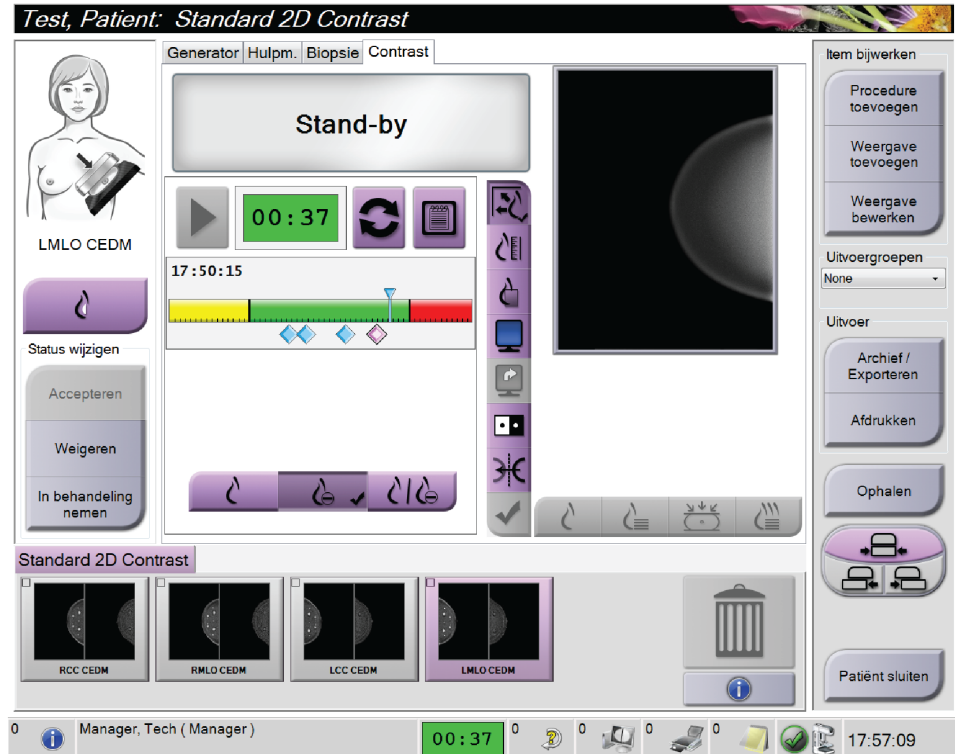 Test, Patient: Standard 2D Contrast
Generator Hulpm. Biopsie Contrast
Stand-by
LMLO CEDM
00:37
17:50:15
Status wijzigen
Accepteren
Weigeren
In behandeling
nemen
Item bijwerken
Procedure
toevoegen
Weergave
toevoegen
Weergave
bewerken
Uitvoergroepen
None
Uitvoer
Archief /
Exporteren
Afdrukken
Ophalen
Patiënt sluiten
Standard 2D Contrast
RCC CEDM
RMLO CEDM
LCC CEDM
LMLO CEDM
0 Manager, Tech ( Manager ) 00:37 0 0 0 0 17:57:09